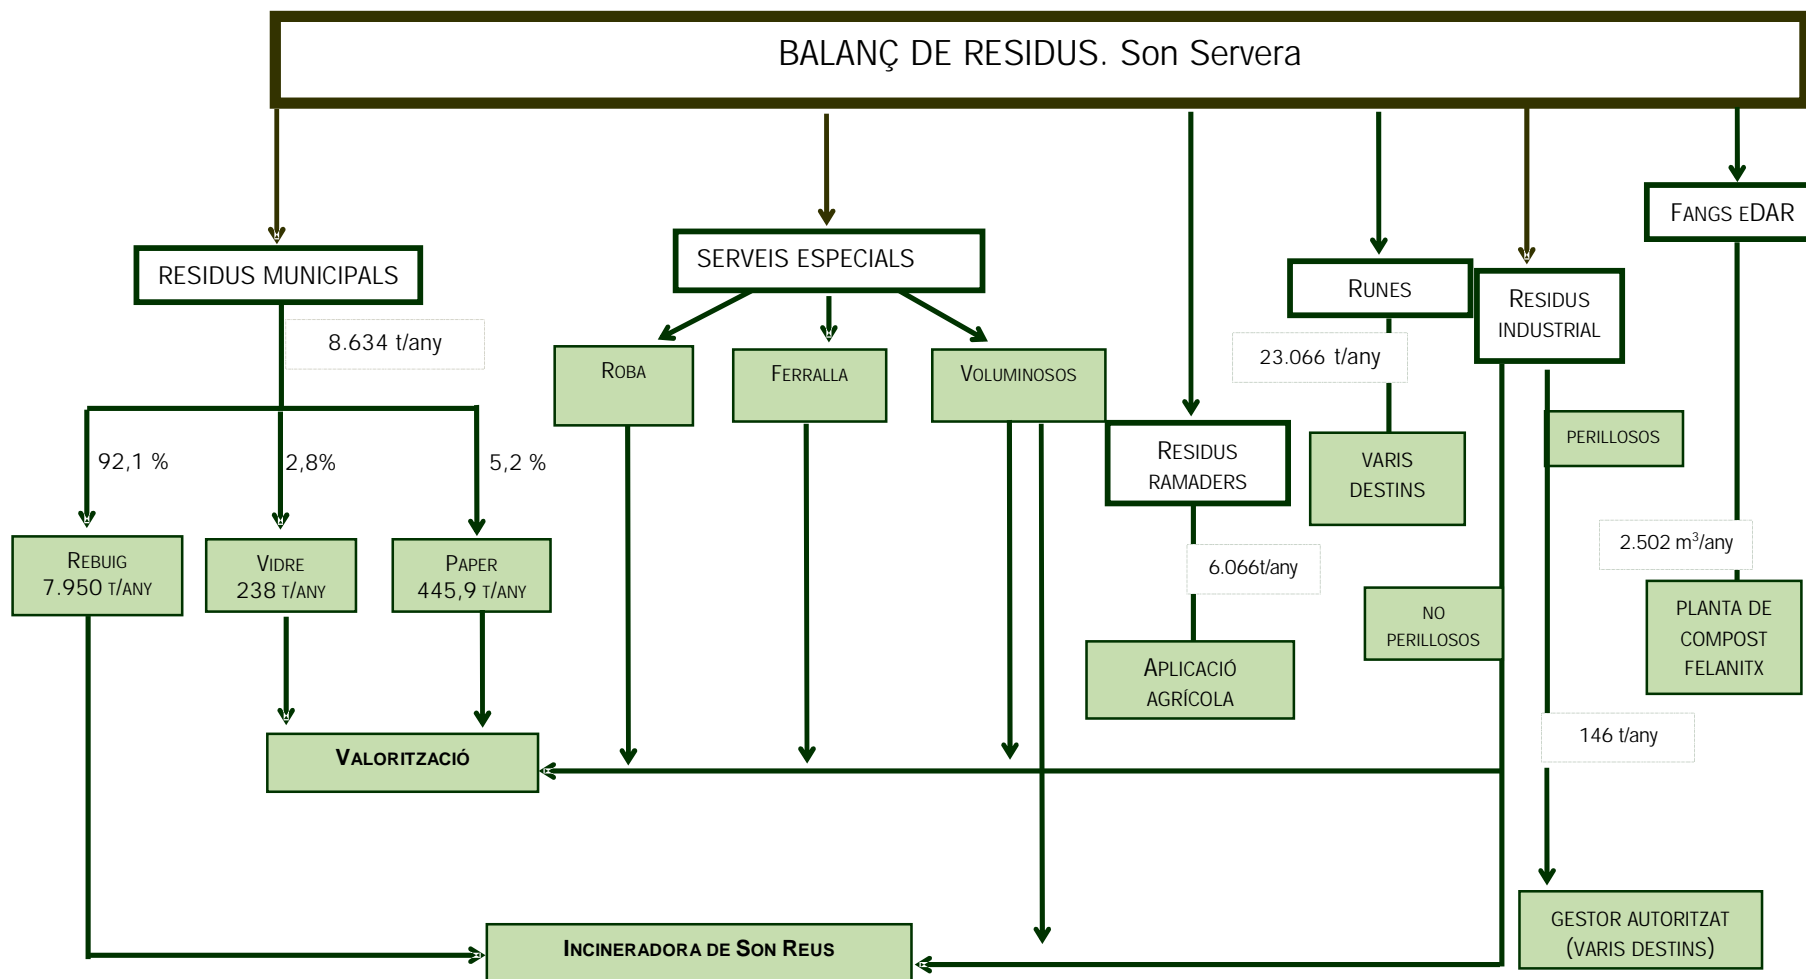 BALANÇ DE RESIDUS. Son Servera
FANGS EDAR
RESIDUS MUNICIPALS
SERVEIS ESPECIALS
RUNES
RESIDUS
INDUSTRIAL
8.634 t/any
23.066 t/any
ROBA
FERRALLA
VOLUMINOSOS
RESIDUS
RAMADERS
VARIS
DESTINS
PERILLOSOS
92,1 %
2,8%
5,2 %
REBUIG
7.950 T/ANY
VIDRE
238 T/ANY
PAPER
445,9 T/ANY
6.066t/any
2.502 m³/any
NO
PERILLOSOS
PLANTA DE
COMPOST
FELANITX
APLICACIÓ
AGRÍCOLA
146 t/any
VALORITZACIÓ
GESTOR AUTORITZAT
(VARIS DESTINS)
INCINERADORA DE SON REUS